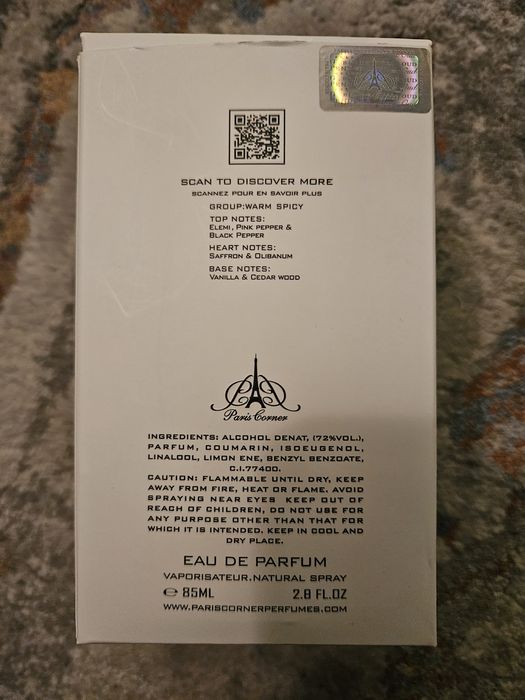 OUD
OUD
SCAN TO DISCOVER MORE
SCANNEZ POUR EN SAVOIR PLUS
GROUP:WARM SPICY
TOP NOTES:
ELEMI, PINK PEPPER &
BLACK PEPPER
HEART NOTES:
SAFFRON & OLIBANUM
BASE NOTES:
VANILLA & CEDAR WOOD
Paris Corner
INGREDIENTS: ALCOHOL DENAT, (72%VOL.),
PARFUM, COUMARIN, ISOEUGENOL,
LINALOOL, LIMON ENE, BENZYL BENZOATE,
C.I.77400.
CAUTION: FLAMMABLE UNTIL DRY, KEEP
AWAY FROM FIRE, HEAT OR FLAME. AVOID
SPRAYING NEAR EYES KEEP OUT OF
REACH OF CHILDREN, DO NOT USE FOR
ANY PURPOSE OTHER THAN THAT FOR
WHICH IT IS INTENDED. KEEP IN COOL AND
DRY PLACE.
EAU DE PARFUM
VAPORISATEUR.NATURAL SPRAY
℮ 85ML 2.8 FL.OZ
WWW.PARISCORNERPERFUMES.COM